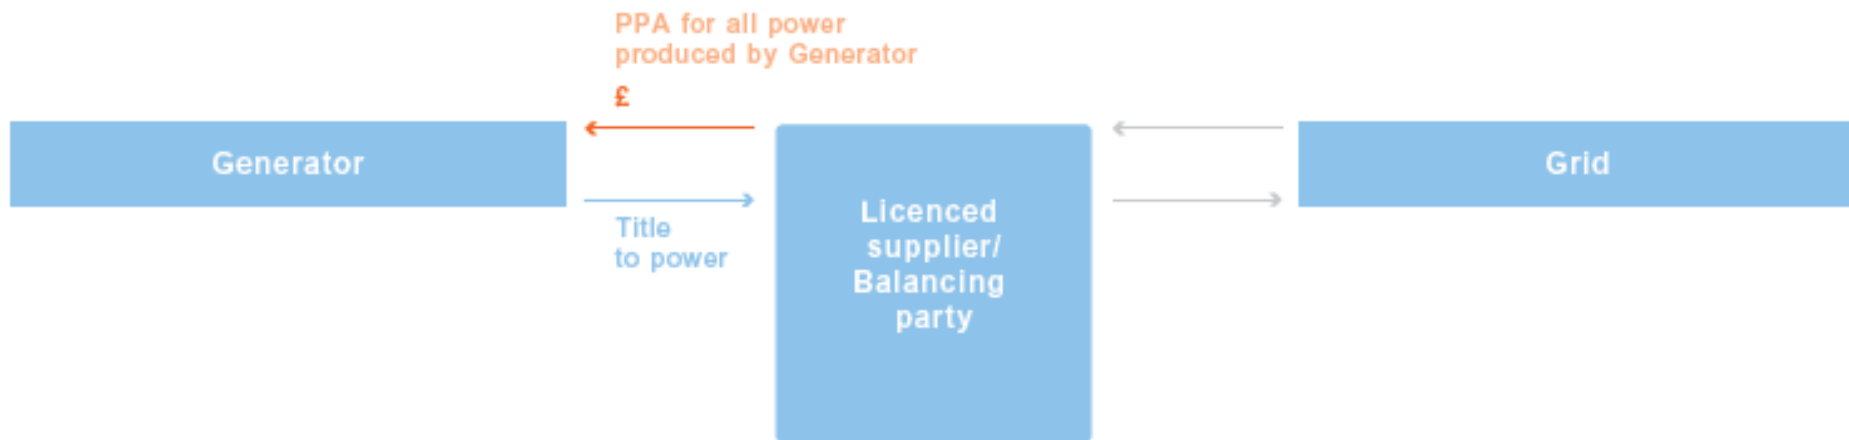 PPA for all power
produced by Generator
£
Generator
Title
to power
Licenced
supplier/
Balancing
party
Grid